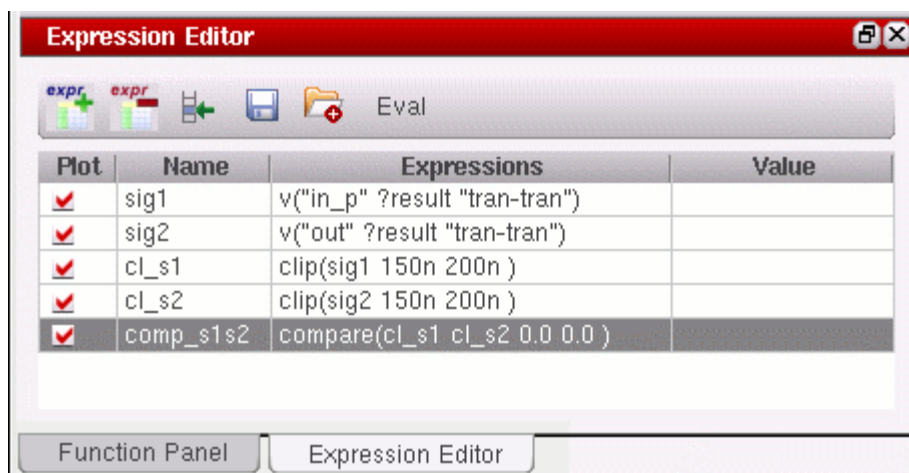 Expression Editor
expr expr Eval
Plot Name Expressions Value
sig1 v("in_p" ?result "tran-tran")
sig2 v("out" ?result "tran-tran")
cl_s1 clip(sig1 150n 200n )
cl_s2 clip(sig2 150n 200n )
comp_s1s2 compare(cl_s1 cl_s2 0.0 0.0 )
Function Panel Expression Editor